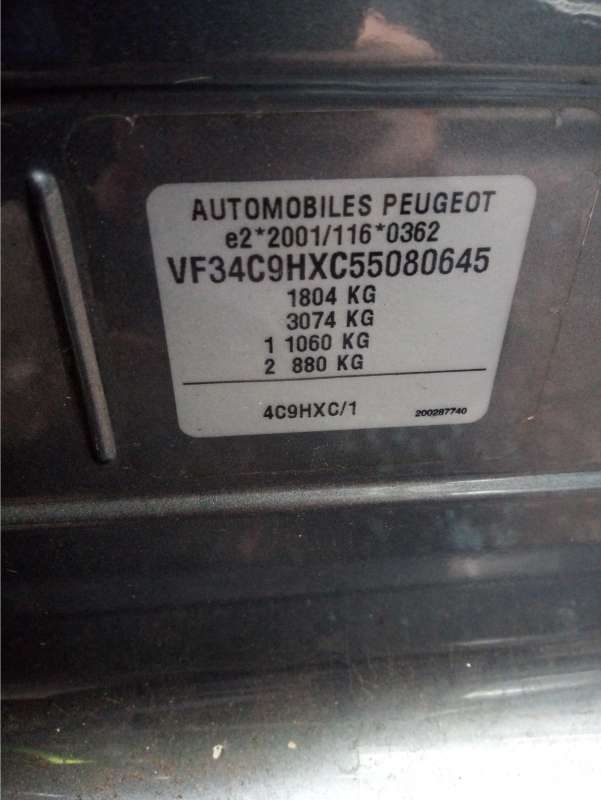 AUTOMOBILES PEUGEOT
e2*2001/116*0362
VF34C9HXC55080645
1804 KG
3074 KG
1 1060 KG
2 880 KG
4C9HXC/1 200287740